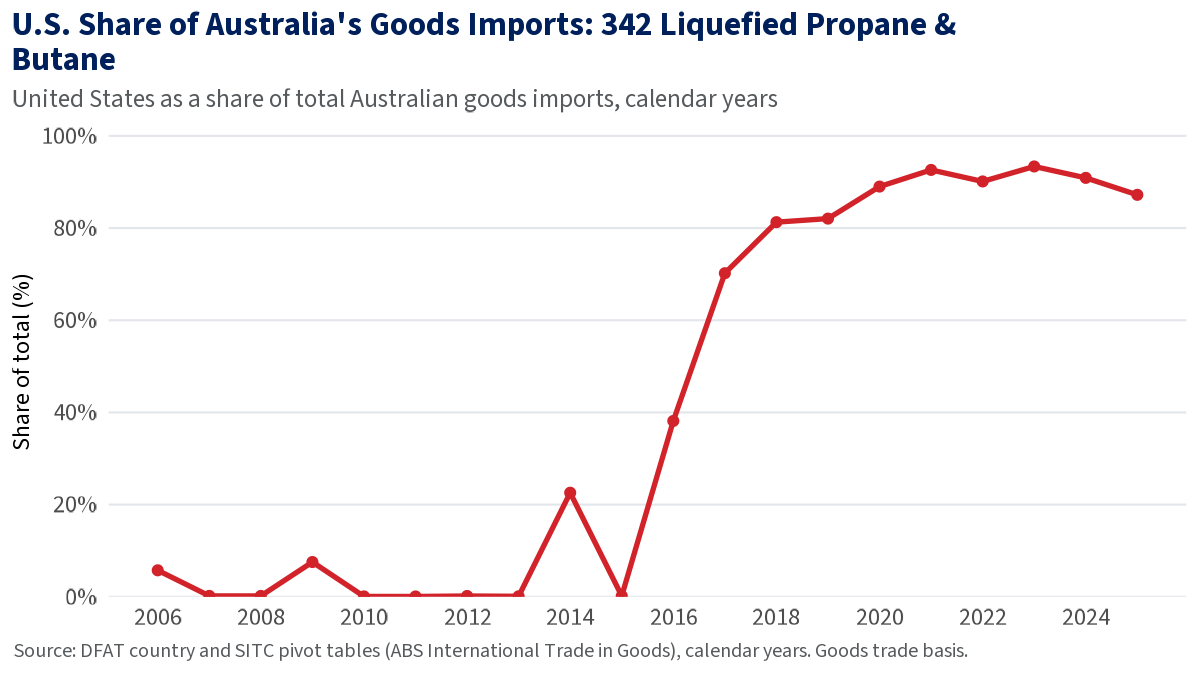 U.S. Share of Australia's Goods Imports: 342 Liquefied Propane &
Butane
United States as a share of total Australian goods imports, calendar years
Share of total (%)
100%
80%
60%
40%
20%
0%
2006 2008 2010 2012 2014 2016 2018 2020 2022 2024
Source: DFAT country and SITC pivot tables (ABS International Trade in Goods), calendar years. Goods trade basis.